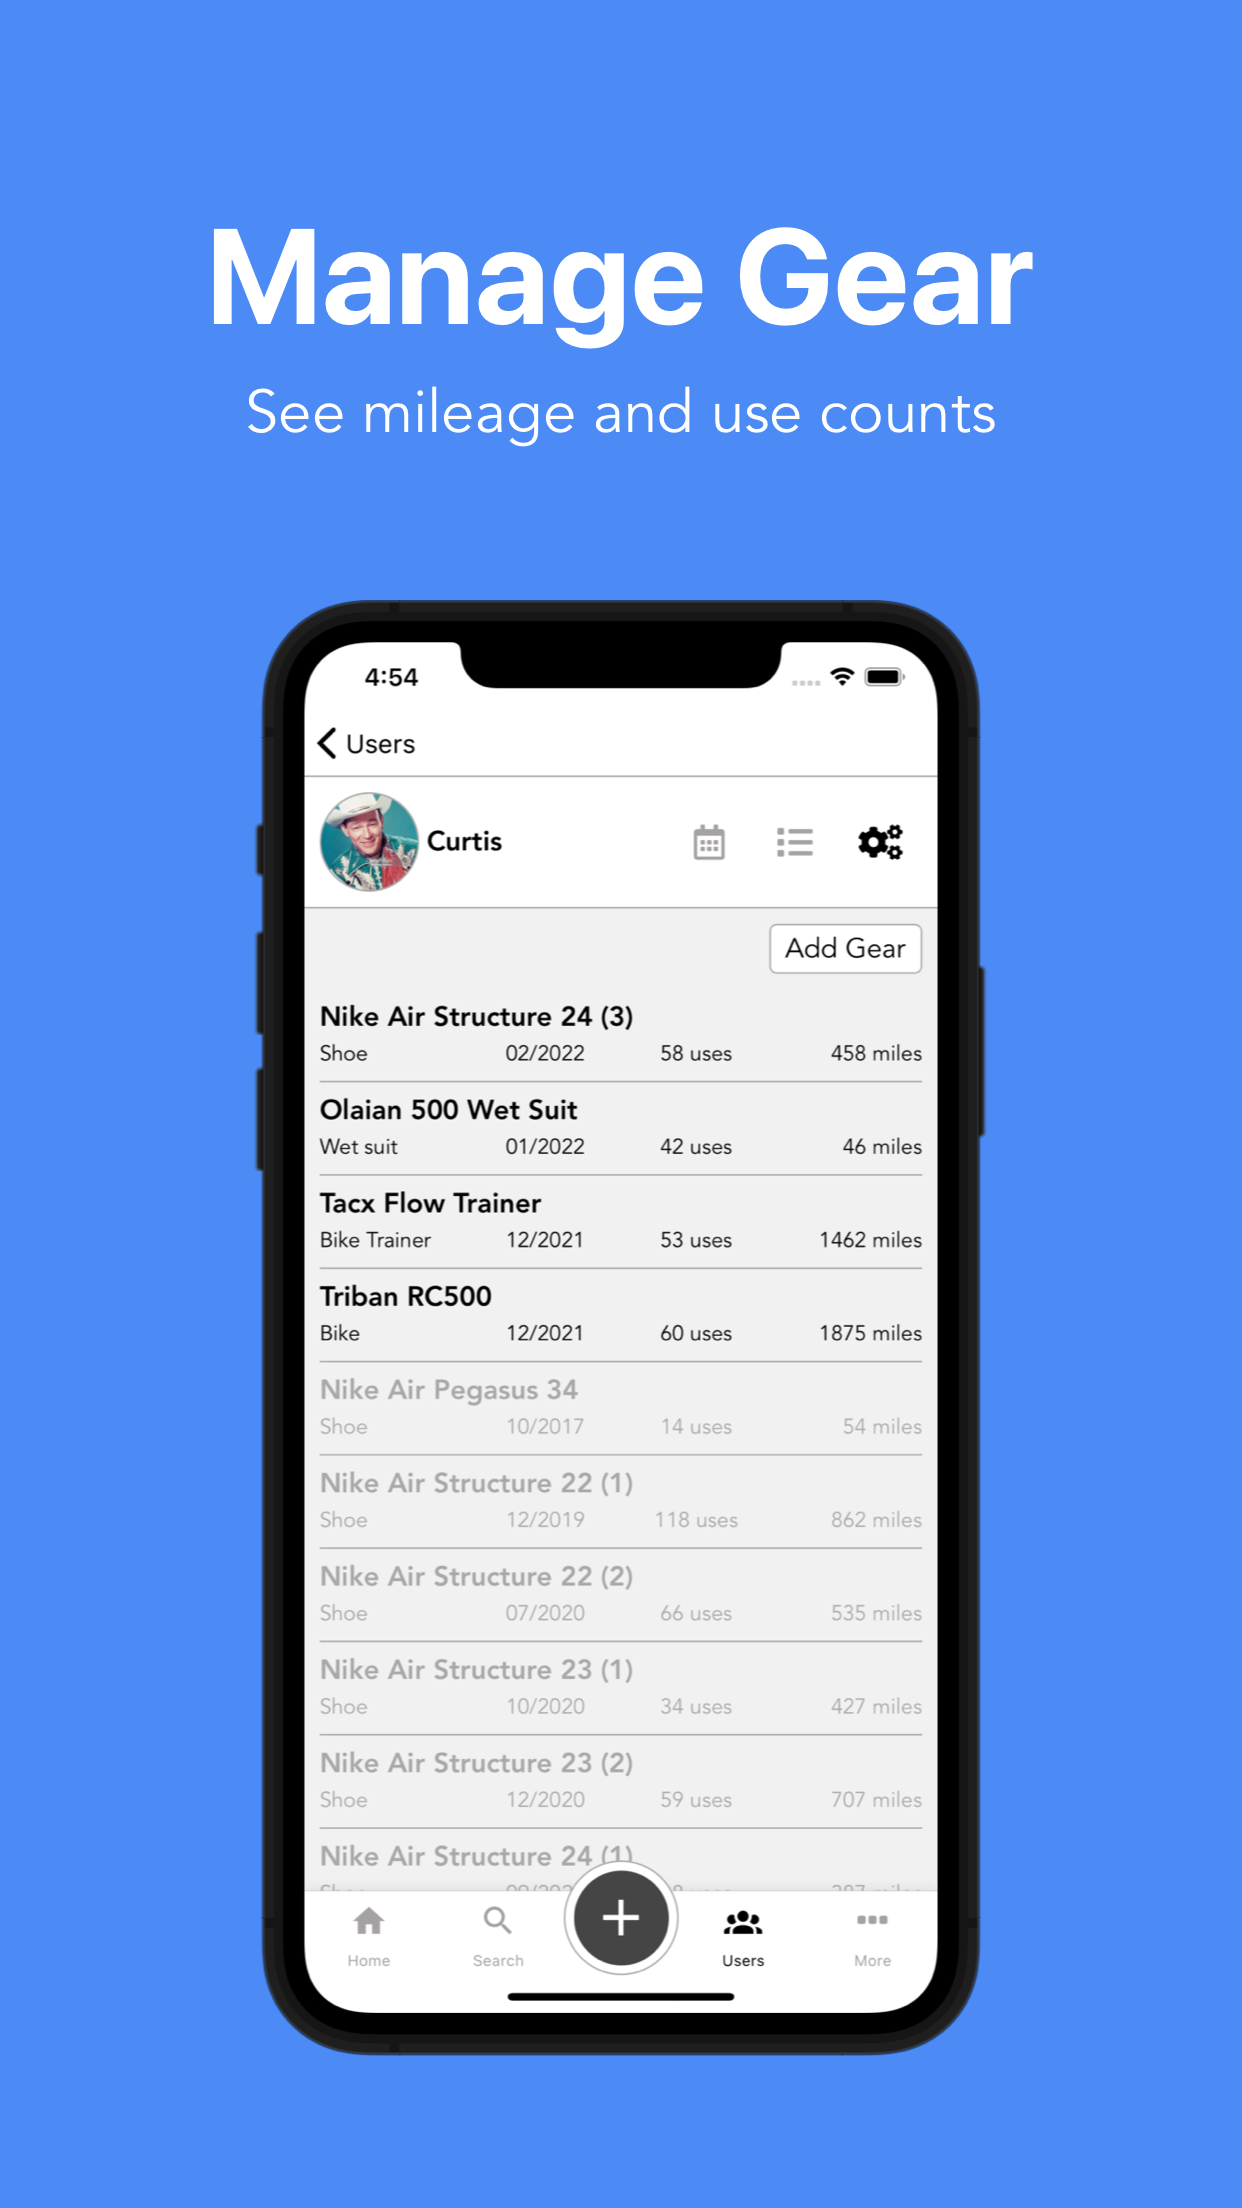 Manage Gear
See mileage and use counts
4:54
Users
Curtis
Add Gear
Nike Air Structure 24 (3)
Shoe 02/2022 58 uses 458 miles
Olaian 500 Wet Suit
Wet suit 01/2022 42 uses 46 miles
Tacx Flow Trainer
Bike Trainer 12/2021 53 uses 1462 miles
Triban RC500
Bike 12/2021 60 uses 1875 miles
Nike Air Pegasus 34
Shoe 10/2017 14 uses 54 miles
Nike Air Structure 22 (1)
Shoe 12/2019 118 uses 862 miles
Nike Air Structure 22 (2)
Shoe 07/2020 66 uses 535 miles
Nike Air Structure 23 (1)
Shoe 10/2020 34 uses 427 miles
Nike Air Structure 23 (2)
Shoe 12/2020 59 uses 707 miles
Nike Air Structure 24 (1)
Home Search Users More